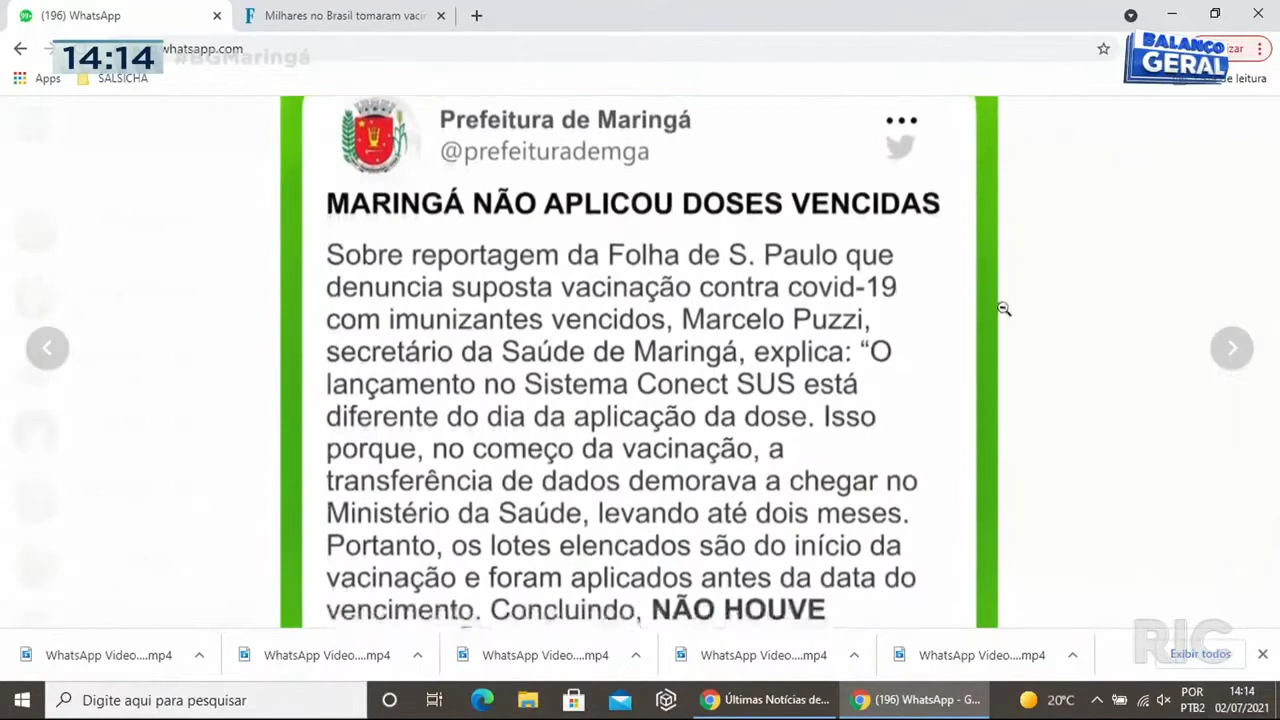 (196) WhatsApp
Milhares no Brasil tomaram vacin
14:14
whatsapp.com
#BGMaringá
BALANÇO
GERAL
izar
Apps
SALSICHA
de leitura
Prefeitura de Maringá
@prefeiturademga
MARINGÁ NÃO APLICOU DOSES VENCIDAS
Sobre reportagem da Folha de S. Paulo que
denuncia suposta vacinação contra covid-19
com imunizantes vencidos, Marcelo Puzzi,
secretário da Saúde de Maringá, explica: “O
lançamento no Sistema Conect SUS está
diferente do dia da aplicação da dose. Isso
porque, no começo da vacinação, a
transferência de dados demorava a chegar no
Ministério da Saúde, levando até dois meses.
Portanto, os lotes elencados são do início da
vacinação e foram aplicados antes da data do
vencimento. Concluindo, NÃO HOUVE
RIC
WhatsApp Video....mp4
WhatsApp Video....mp4
WhatsApp Video....mp4
WhatsApp Video....mp4
WhatsApp Video....mp4
Exibir todos
Digite aqui para pesquisar
Últimas Notícias de...
(196) WhatsApp - G...
20°C
POR
PTB2
14:14
02/07/2021